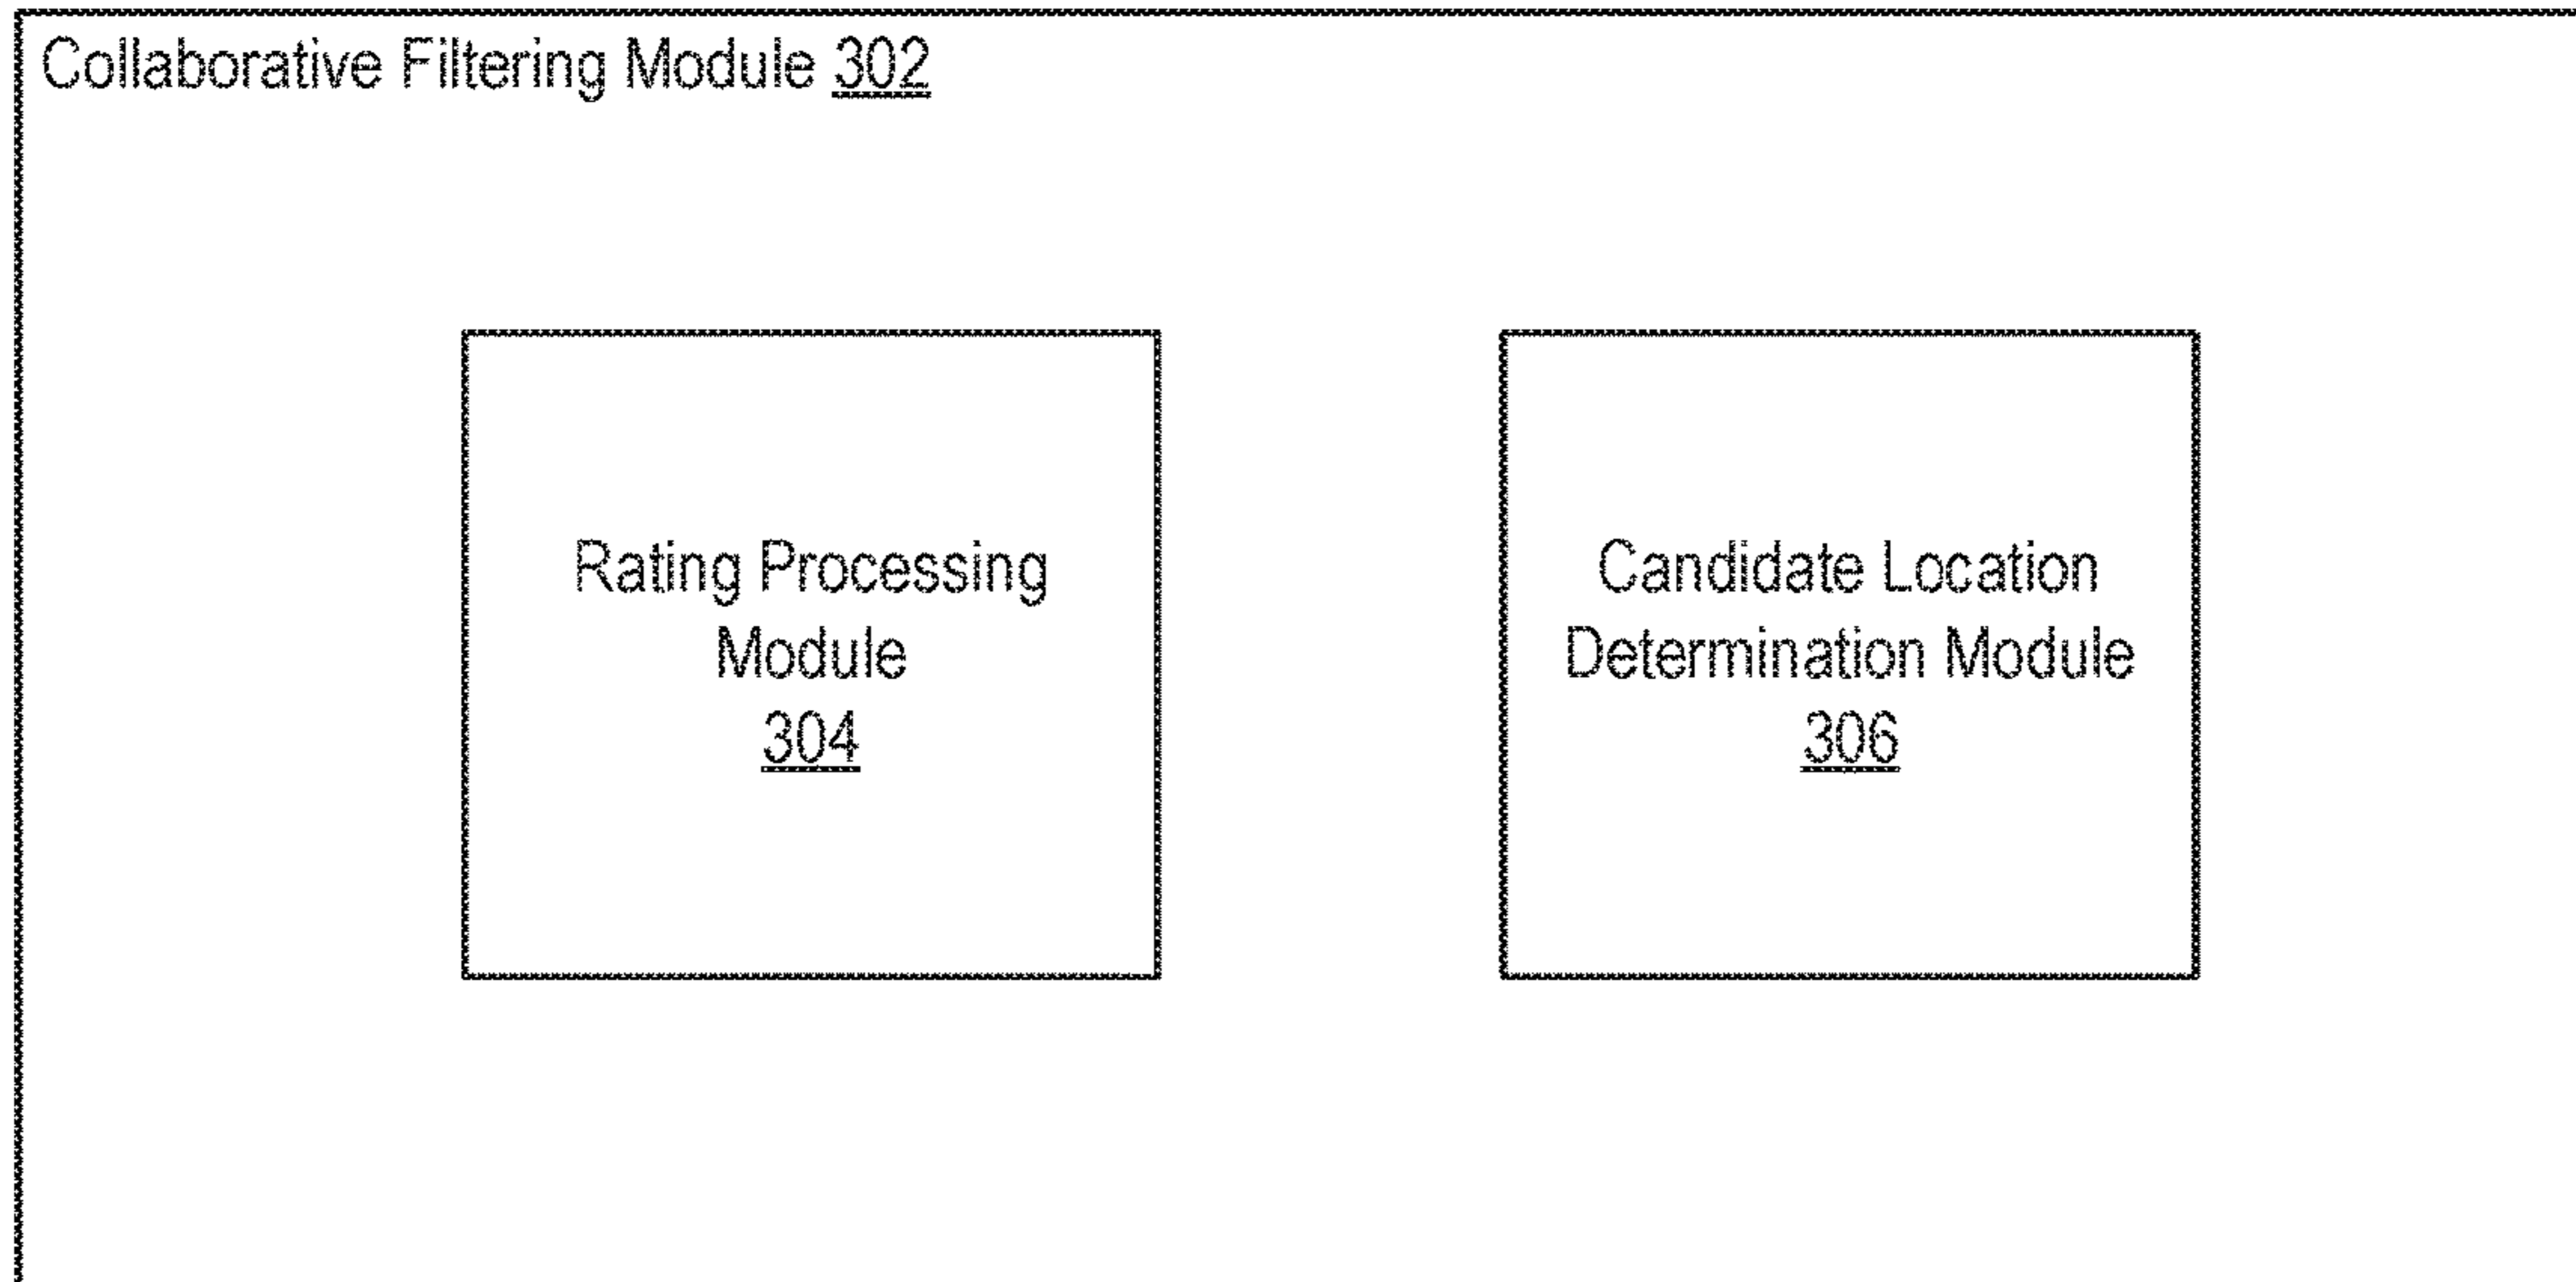 Collaborative Filtering Module 302
Rating Processing
Module
304
Candidate Location
Determination Module
306